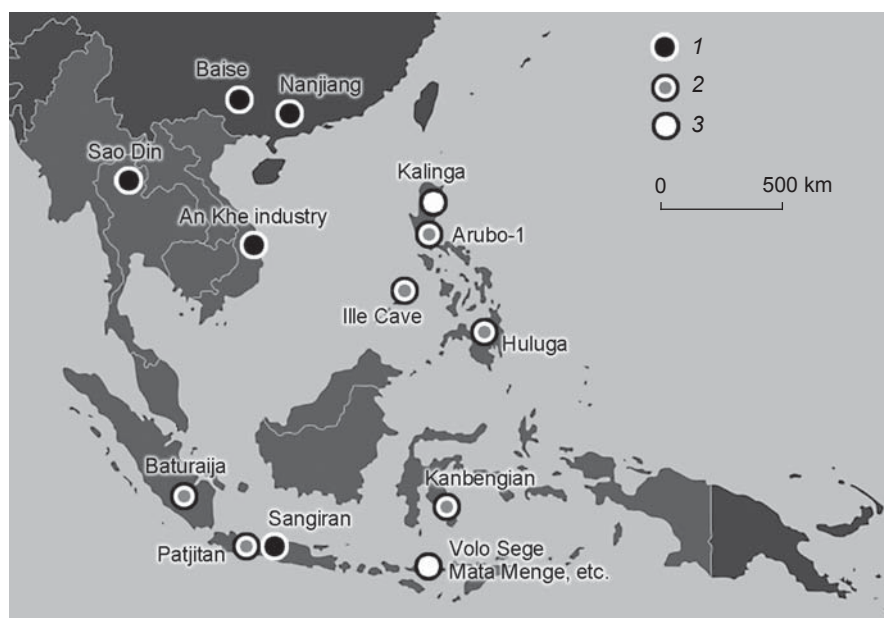 Baise
Nanjiang
1
2
3
Sao Din
0 500 km
Kalinga
An Khe industry
Arubo-1
Ille Cave
Huluga
Baturaija
Kanbengian
Sangiran
Patjitan
Volo Sege
Mata Menge, etc.